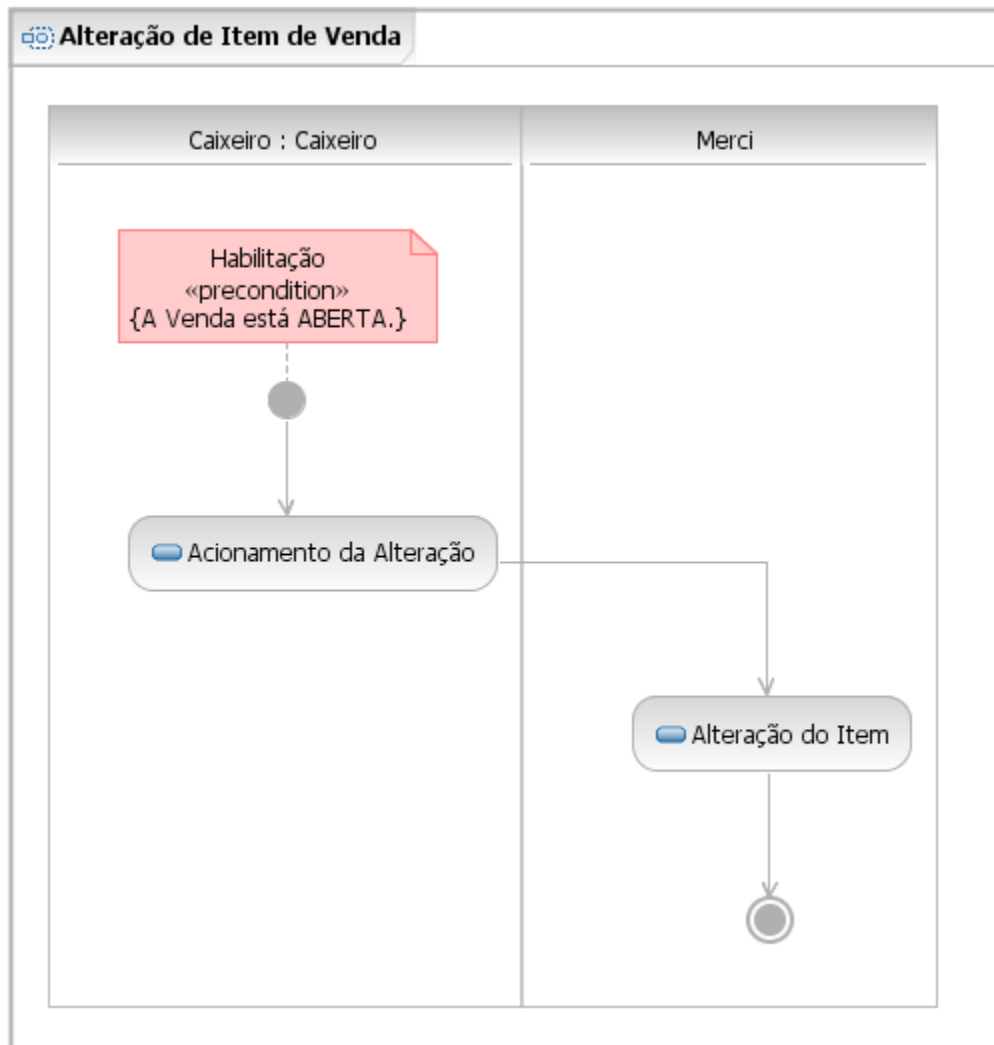 Alteração de Item de Venda
Caixeiro : Caixeiro
Merci
Habilitação
«precondition»
{A Venda está ABERTA.}
Acionamento da Alteração
Alteração do Item